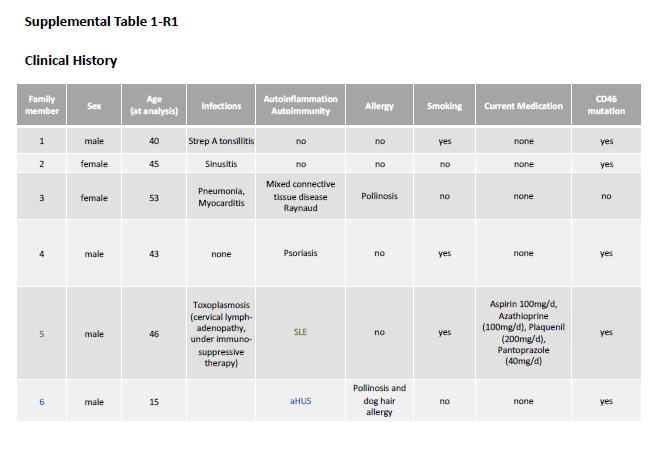 Supplemental Table 1-R1
Clinical History
Family member | Sex | Age (at analysis) | Infections | Autoinflammation Autoimmunity | Allergy | Smoking | Current Medication | CD46 mutation
1 | male | 40 | Strep A tonsillitis | no | no | yes | none | yes
2 | female | 45 | Sinusitis | no | no | no | none | yes
3 | female | 53 | Pneumonia, Myocarditis | Mixed connective tissue disease Raynaud | Pollinosis | no | none | no
4 | male | 43 | none | Psoriasis | no | yes | none | yes
5 | male | 46 | Toxoplasmosis (cervical lymph-adenopathy, under immuno-suppressive therapy) | SLE | no | yes | Aspirin 100mg/d, Azathioprine (100mg/d), Plaquenil (200mg/d), Pantoprazole (40mg/d) | yes
6 | male | 15 | | aHUS | Pollinosis and dog hair allergy | no | none | yes